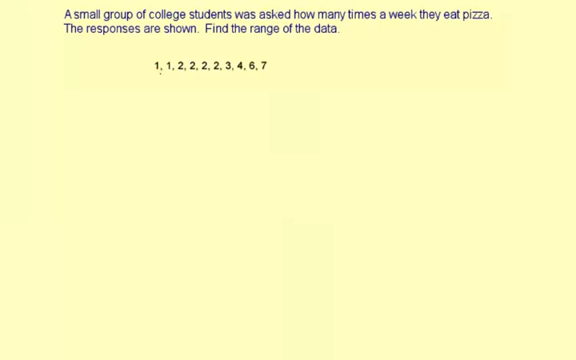 A small group of college students was asked how many times a week they eat pizza.
The responses are shown.  Find the range of the data.
1, 1, 2, 2, 2, 2, 3, 4, 6, 7